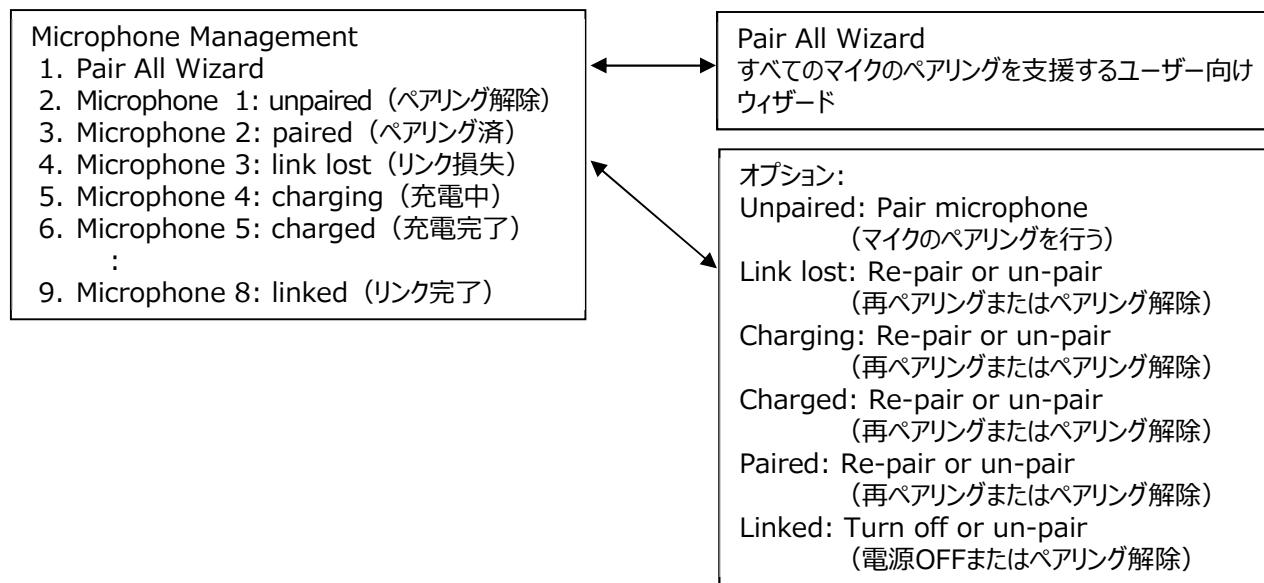 Microphone Management
1. Pair All Wizard
2. Microphone 1: unpaired（ペアリング解除）
3. Microphone 2: paired（ペアリング済）
4. Microphone 3: link lost（リンク損失）
5. Microphone 4: charging（充電中）
6. Microphone 5: charged（充電完了）
:
9. Microphone 8: linked（リンク完了）
Pair All Wizard
すべてのマイクのペアリングを支援するユーザー向け
ウィザード
オプション:
Unpaired: Pair microphone
（マイクのペアリングを行う）
Link lost: Re-pair or un-pair
（再ペアリングまたはペアリング解除）
Charging: Re-pair or un-pair
（再ペアリングまたはペアリング解除）
Charged: Re-pair or un-pair
（再ペアリングまたはペアリング解除）
Paired: Re-pair or un-pair
（再ペアリングまたはペアリング解除）
Linked: Turn off or un-pair
（電源OFFまたはペアリング解除）